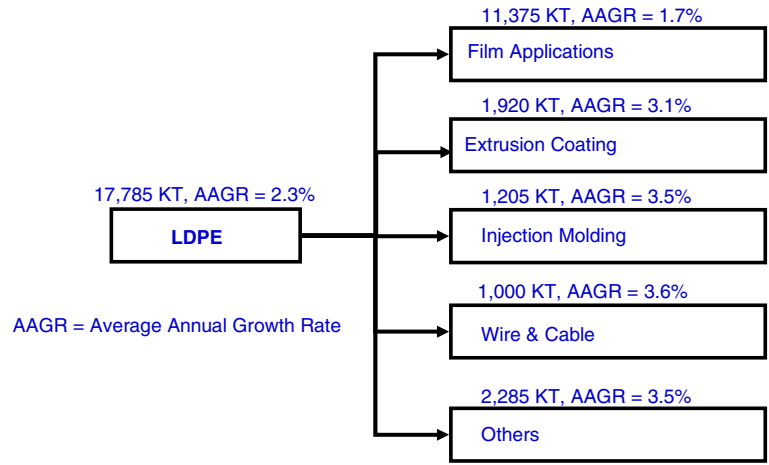 11,375 KT, AAGR = 1.7%
Film Applications
1,920 KT, AAGR = 3.1%
Extrusion Coating
17,785 KT, AAGR = 2.3%
LDPE
1,205 KT, AAGR = 3.5%
Injection Molding
1,000 KT, AAGR = 3.6%
Wire & Cable
AAGR = Average Annual Growth Rate
2,285 KT, AAGR = 3.5%
Others